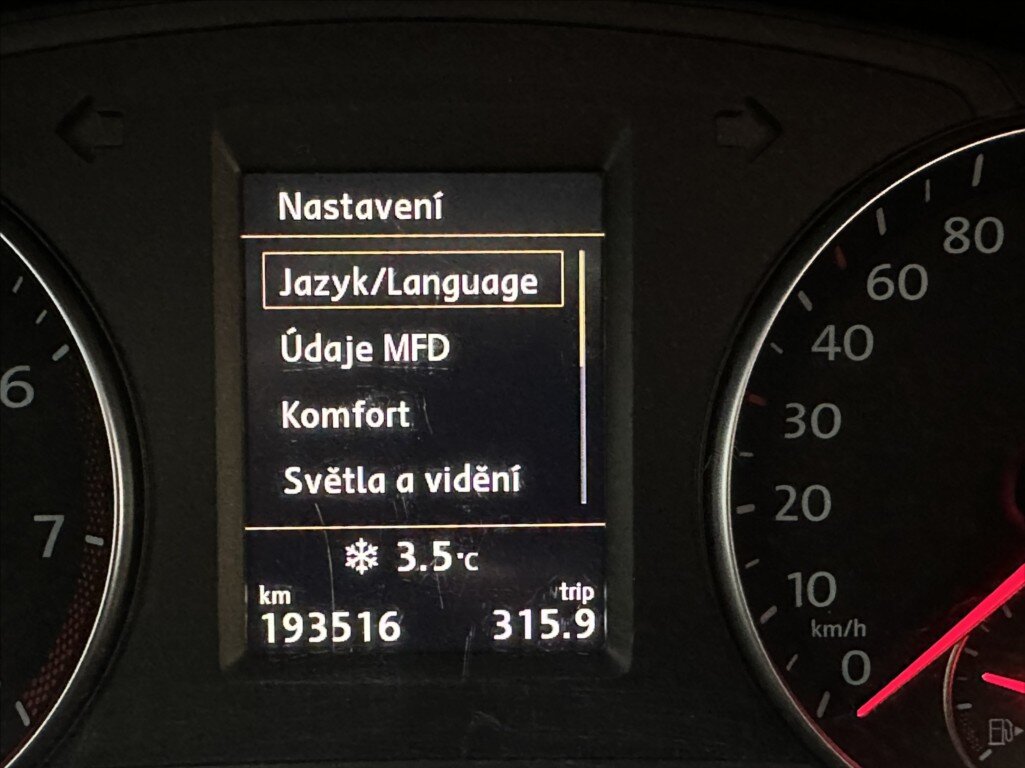 Nastavení
Jazyk/Language
Údaje MFD
Komfort
Světla a vidění
3.5°C
km trip
193516 315.9
6
7
80
60
40
30
20
10
km/h
0